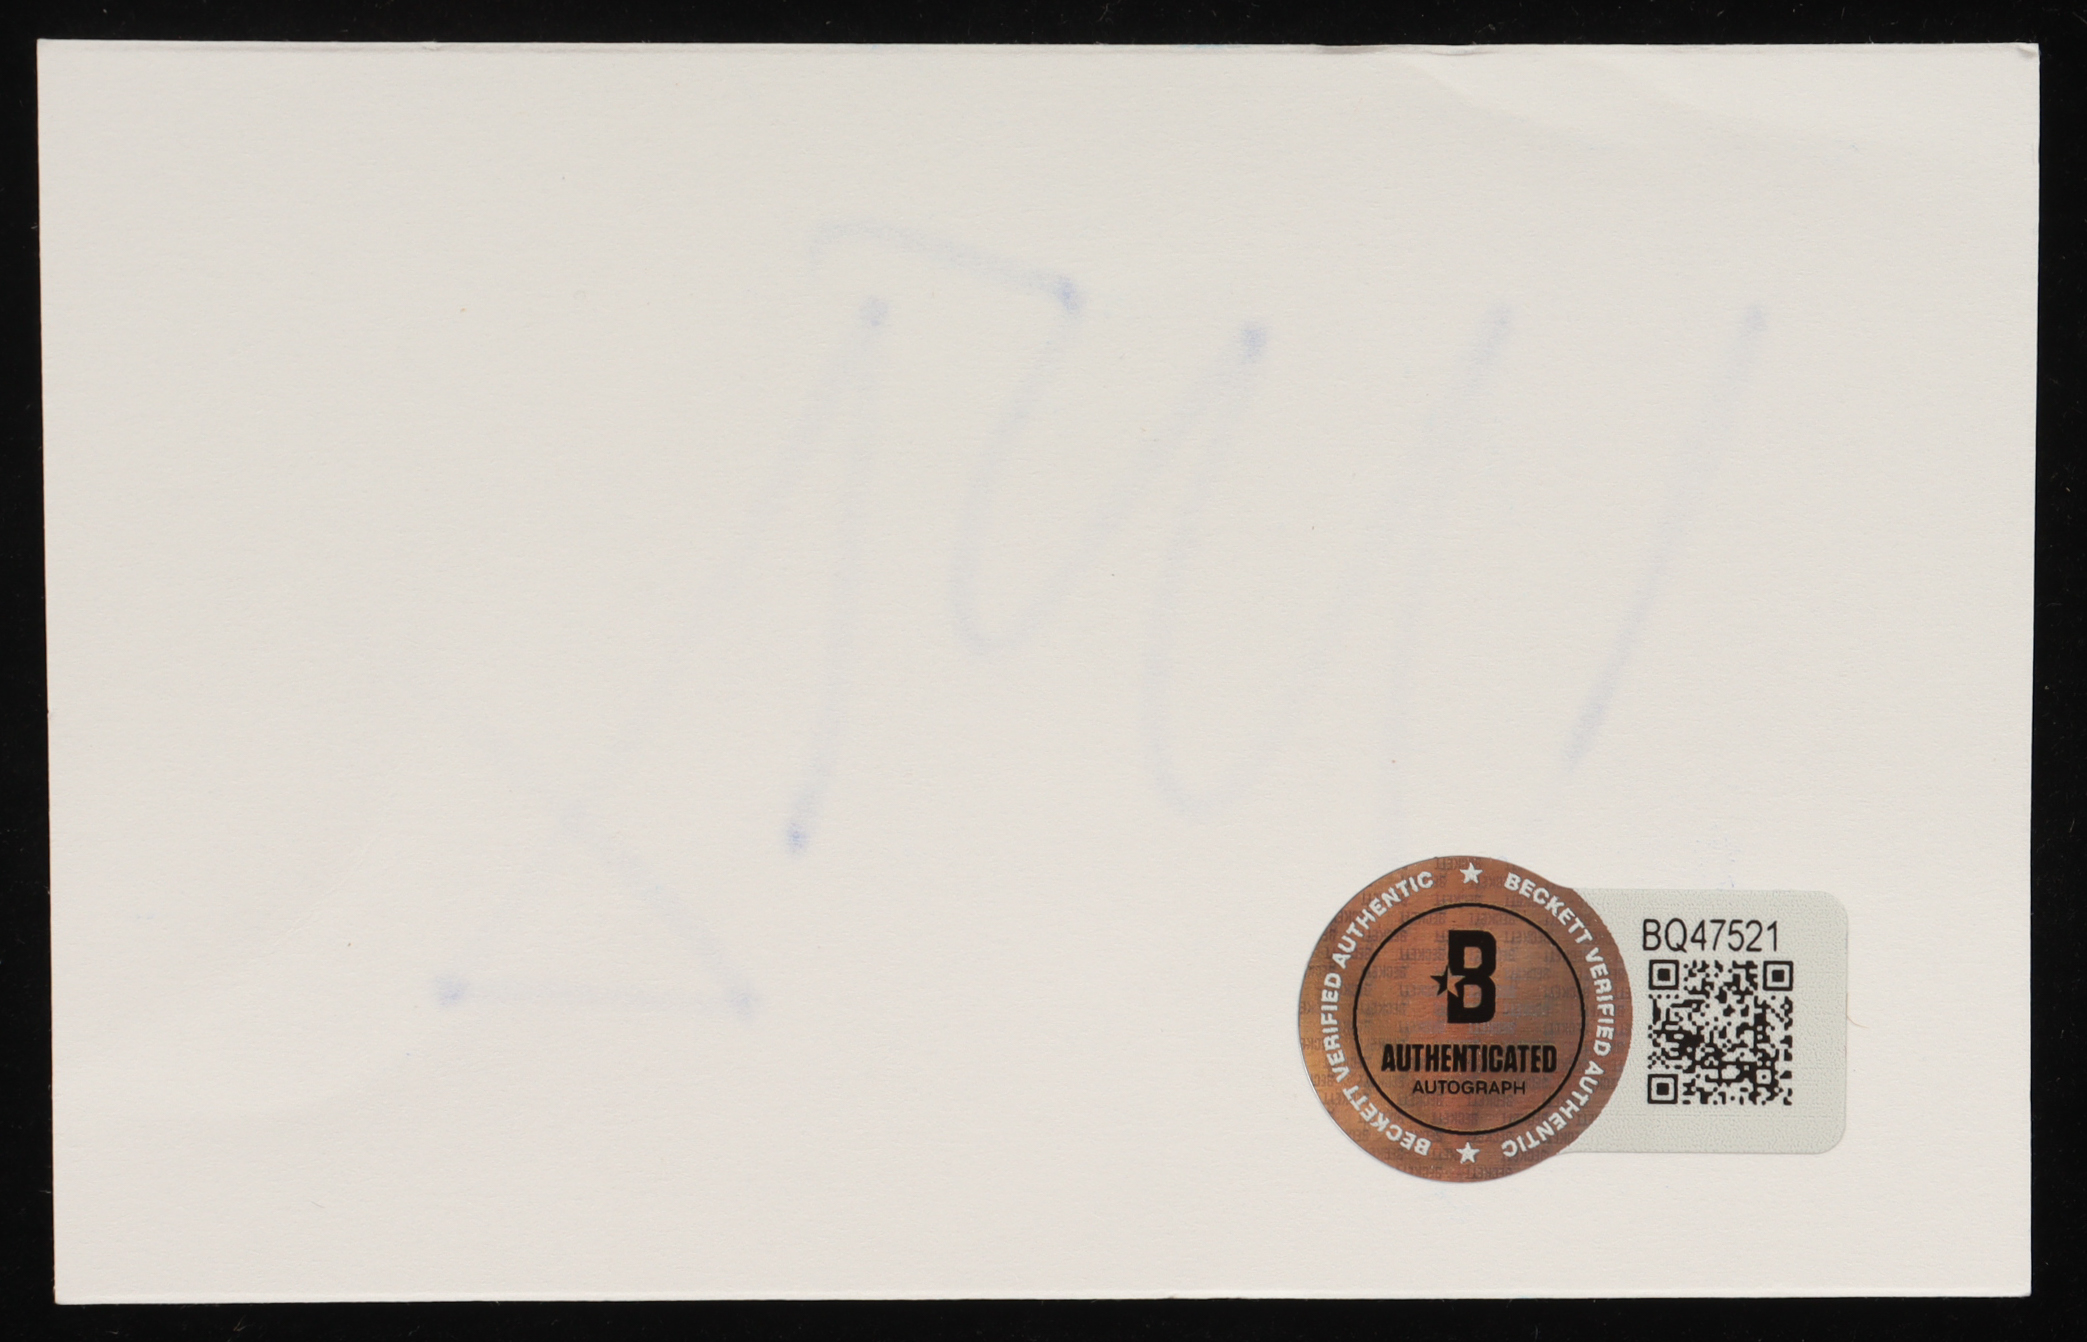 BECKETT VERIFIED AUTHENTIC ★ BECKETT VERIFIED AUTHENTIC ★
B
AUTHENTICATED
AUTOGRAPH
BQ47521